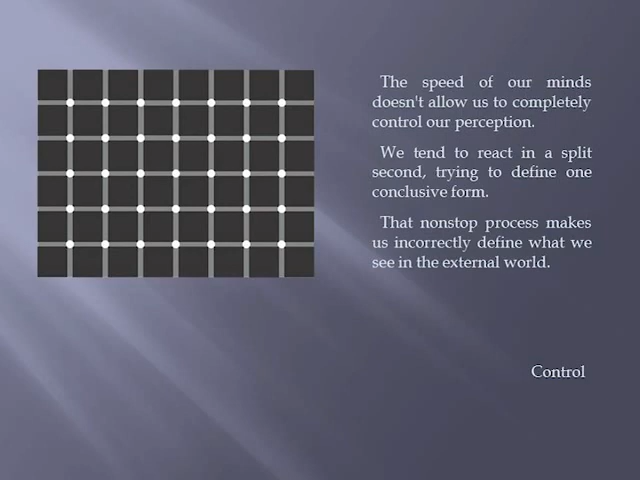 The speed of our minds
doesn't allow us to completely
control our perception.
We tend to react in a split
second, trying to define one
conclusive form.
That nonstop process makes
us incorrectly define what we
see in the external world.
Control